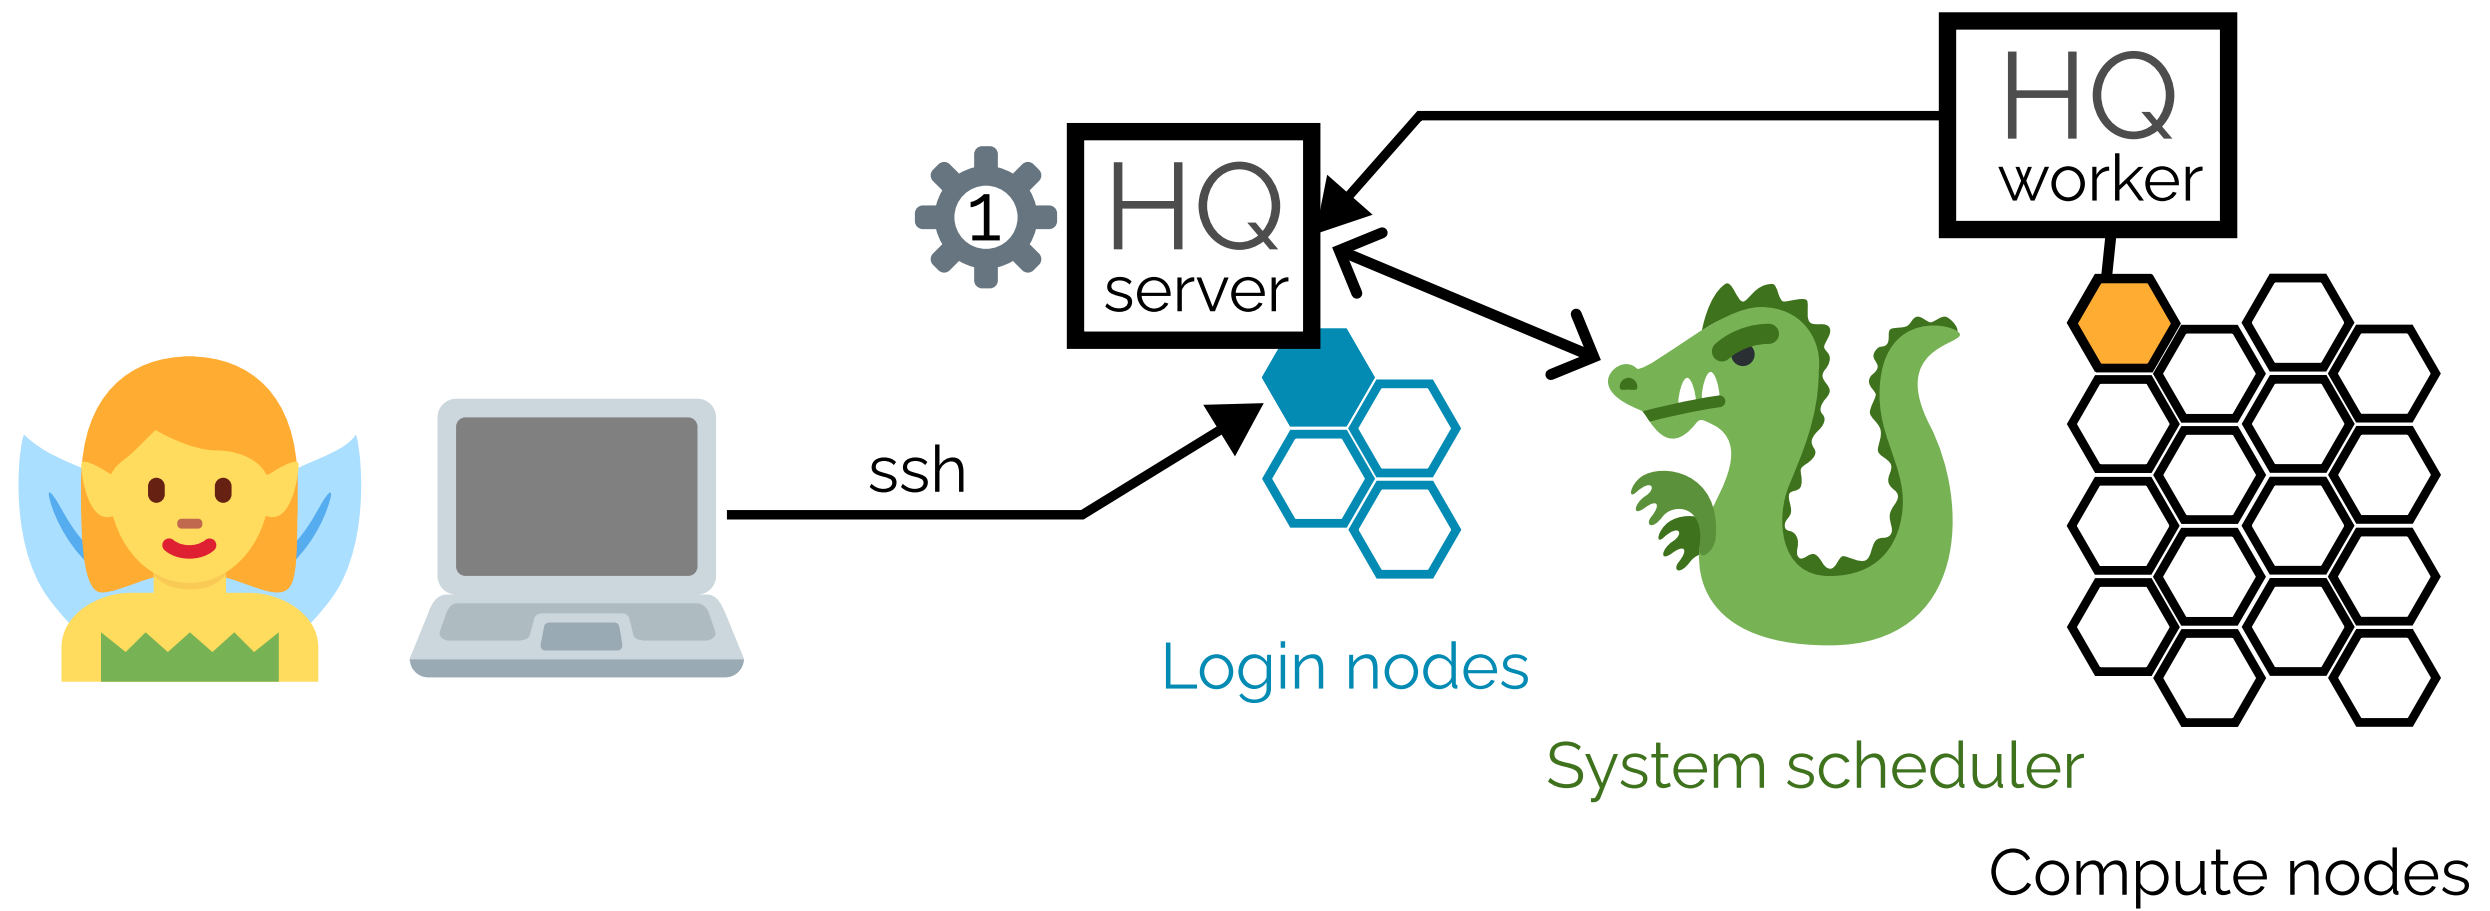 HQ
worker
1
HQ
server
ssh
Login nodes
System scheduler
Compute nodes